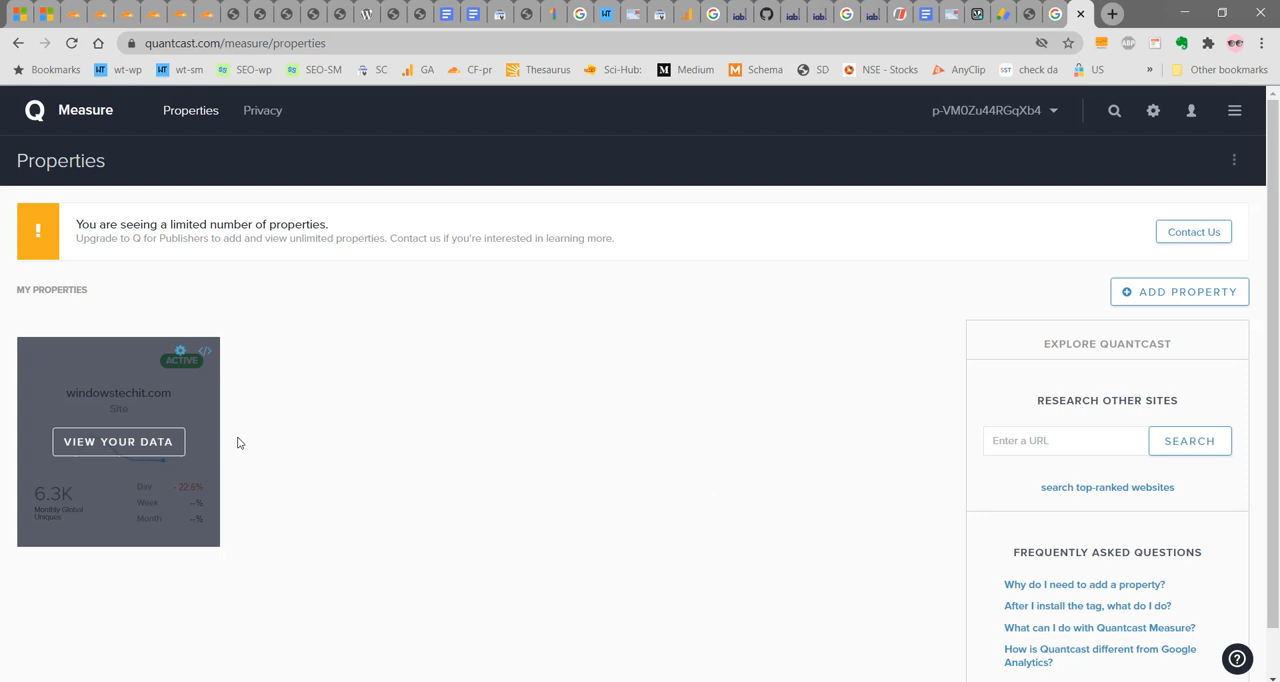 quantcast.com/measure/properties
ABP
Bookmarks
WT wt-wp
WT wt-sm
SEO-wp
SEO-SM
SC
GA
CF-pr
Thesaurus
Sci-Hub:
Medium
Schema
SD
NSE - Stocks
AnyClip
SST check da
US
»
Other bookmarks
Q Measure
Properties
Privacy
p-VM0Zu44RGqXb4
Properties
!
You are seeing a limited number of properties.
Upgrade to Q for Publishers to add and view unlimited properties. Contact us if you're interested in learning more.
Contact Us
MY PROPERTIES
ADD PROPERTY
ACTIVE
windowstechit.com
Site
VIEW YOUR DATA
6.3K
Monthly Global
Uniques
Day - 22.6%
Week --%
Month --%
EXPLORE QUANTCAST
RESEARCH OTHER SITES
Enter a URL
SEARCH
search top-ranked websites
FREQUENTLY ASKED QUESTIONS
Why do I need to add a property?
After I install the tag, what do I do?
What can I do with Quantcast Measure?
How is Quantcast different from Google
Analytics?
?